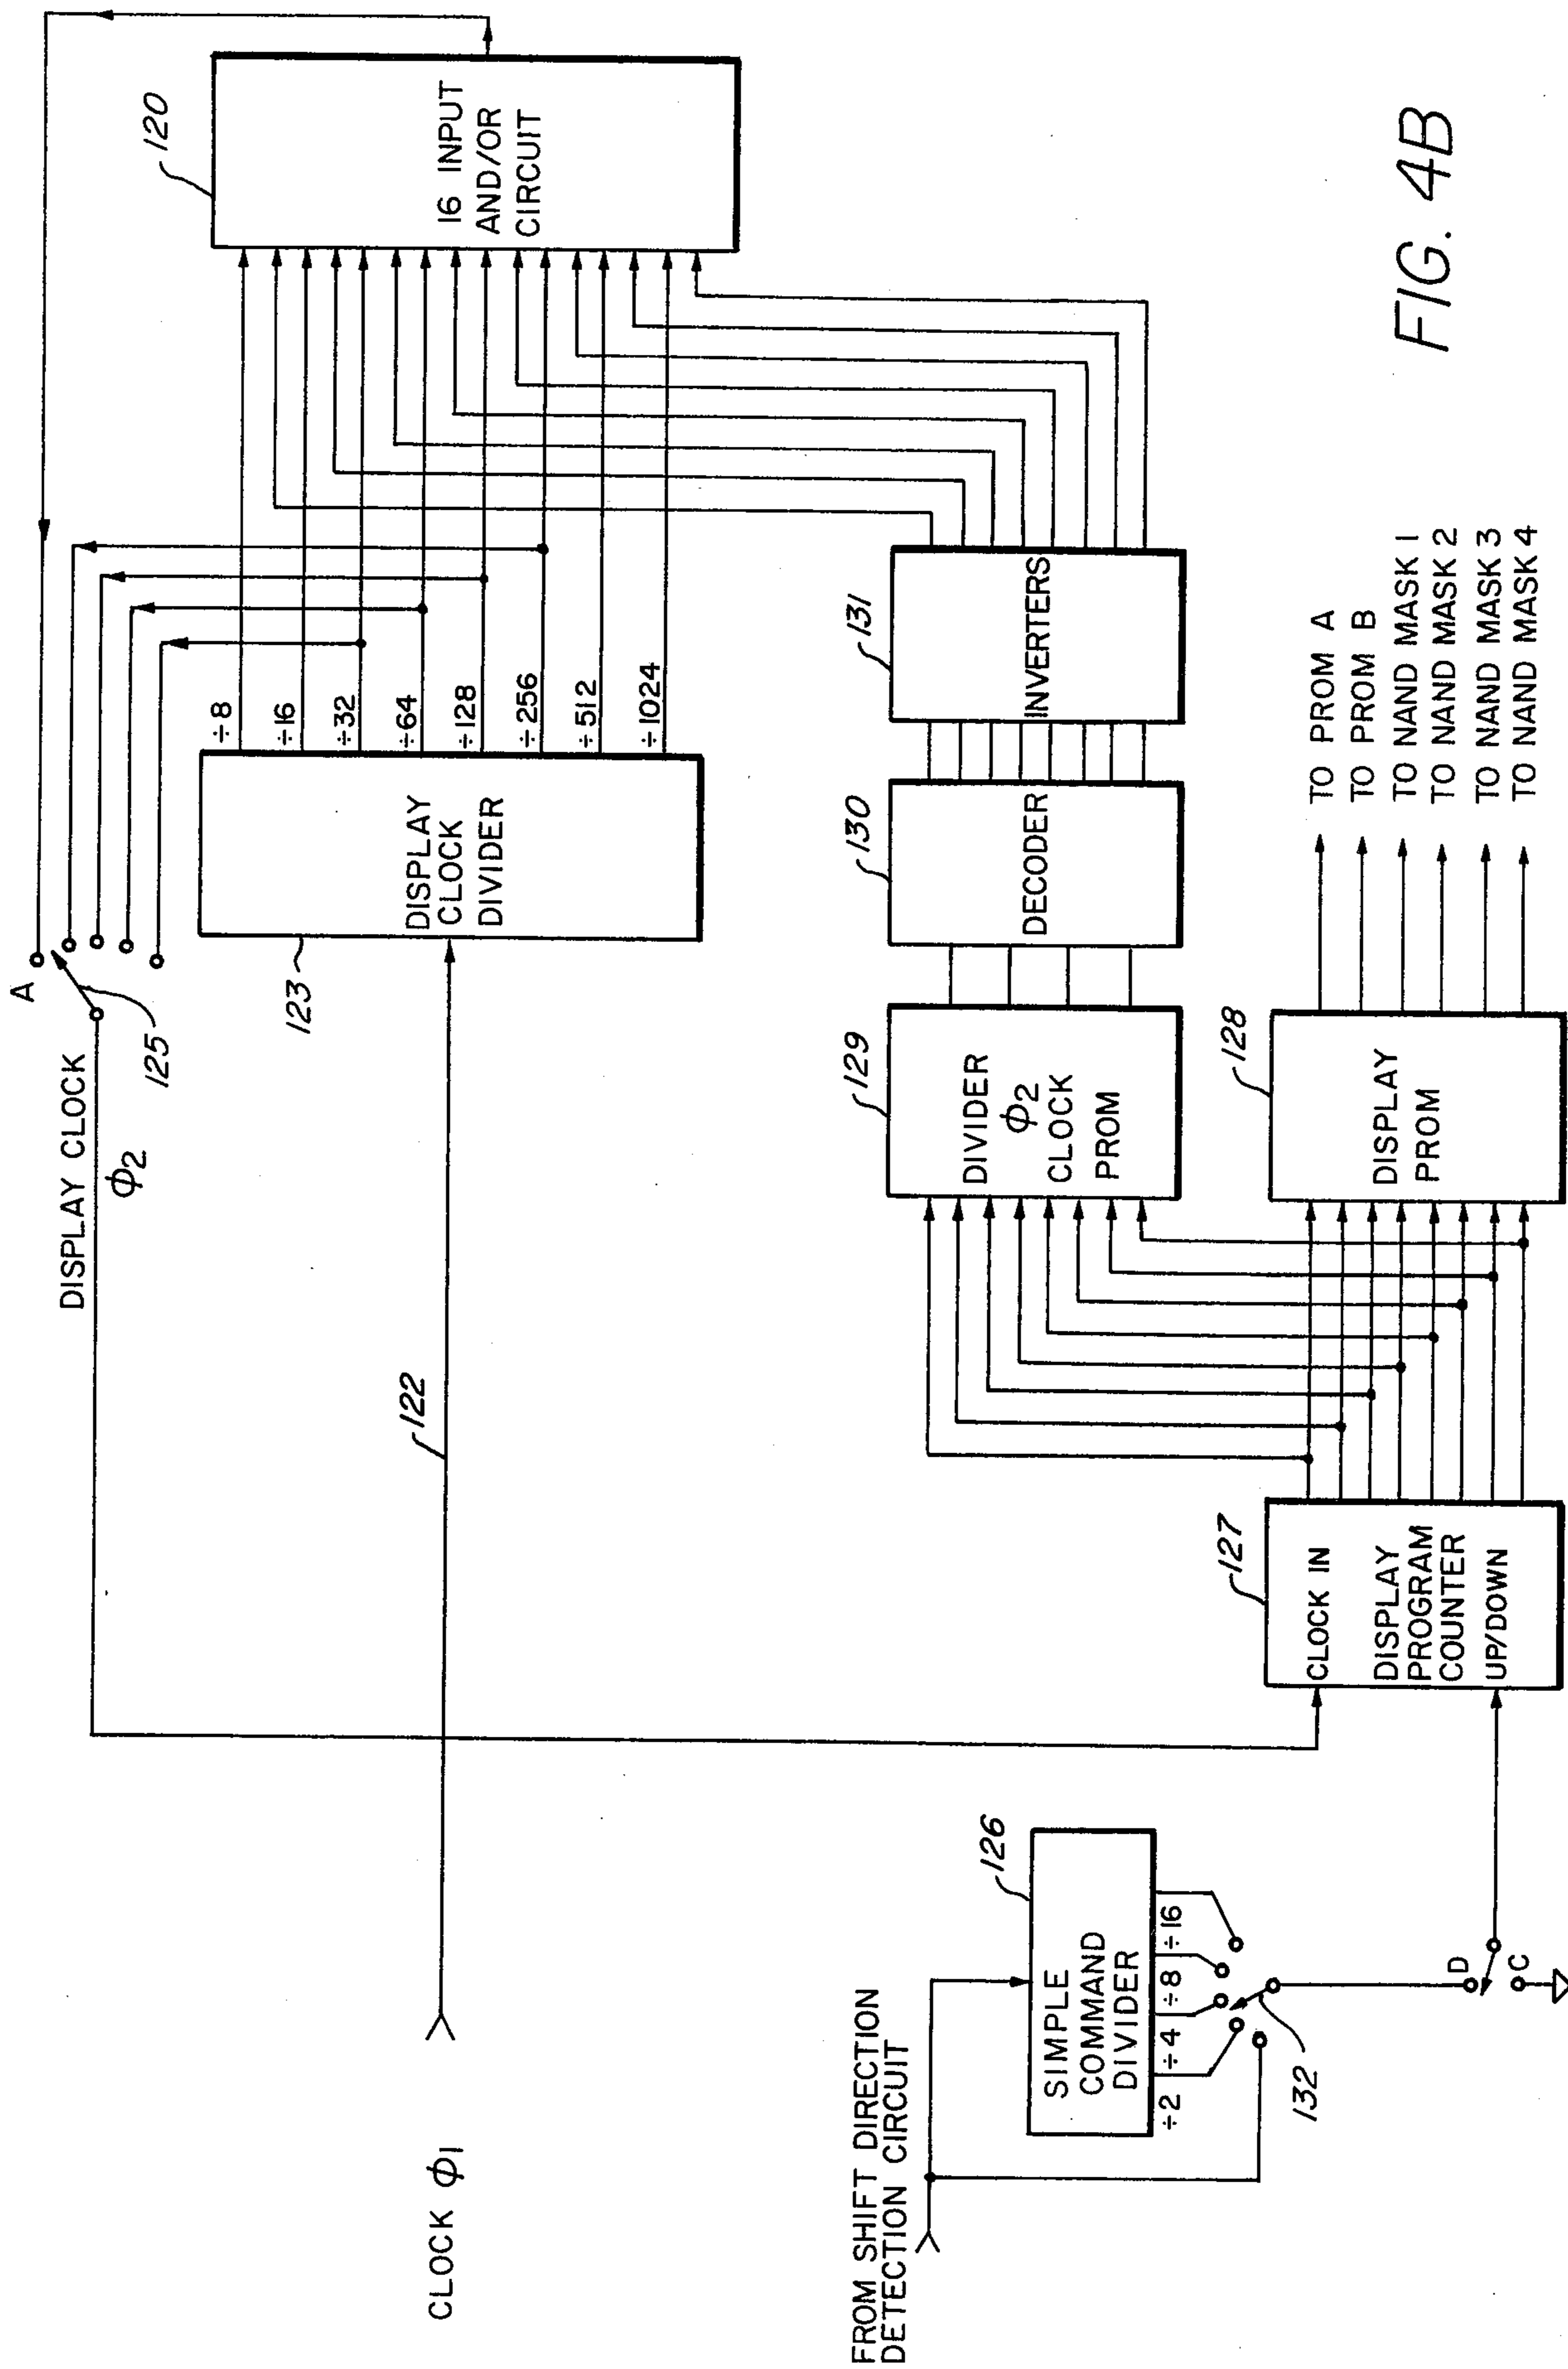 CLOCK Φ1
122
DISPLAY CLOCK
Φ2
A
125
123
DISPLAY
CLOCK
DIVIDER
÷8
÷16
÷32
÷64
÷128
÷256
÷512
÷1024
120
16 INPUT
AND/OR
CIRCUIT
FROM SHIFT DIRECTION
DETECTION CIRCUIT
126
SIMPLE
COMMAND
DIVIDER
÷2
÷4
÷8
÷16
132
D
C
127
CLOCK IN
DISPLAY
PROGRAM
COUNTER
UP/DOWN
129
DIVIDER
Φ2
CLOCK
PROM
128
DISPLAY
PROM
130
DECODER
131
INVERTERS
TO PROM A
TO PROM B
TO NAND MASK 1
TO NAND MASK 2
TO NAND MASK 3
TO NAND MASK 4
FIG. 4B